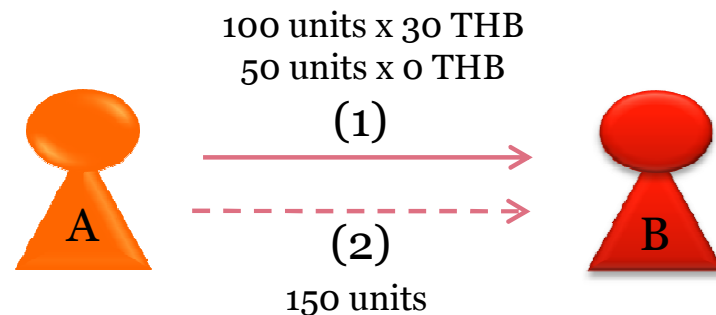 100 units x 30 THB
50 units x 0 THB
(1)
A
B
(2)
150 units